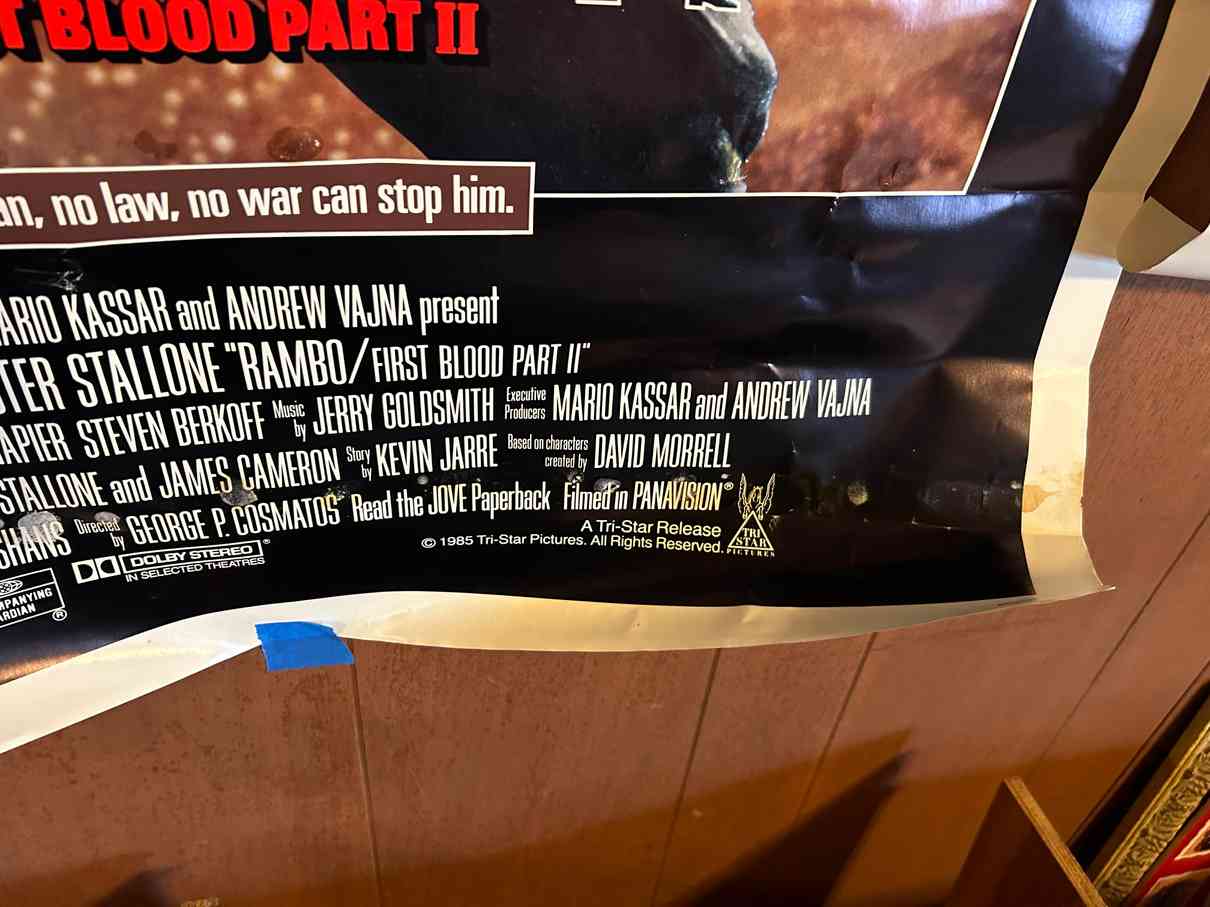 T BLOOD PART II
an, no law, no war can stop him.
ARIO KASSAR and ANDREW VAJNA present
TER STALLONE "RAMBO/FIRST BLOOD PART II"
APIER STEVEN BERKOFF Music by JERRY GOLDSMITH Executive Producers MARIO KASSAR and ANDREW VAJNA
STALLONE and JAMES CAMERON Story by KEVIN JARRE Based on characters created by DAVID MORRELL
SHANS Directed by GEORGE P. COSMATOS Read the JOVE Paperback Filmed in PANAVISION®
DOLBY STEREO ® IN SELECTED THEATRES
A Tri-Star Release
© 1985 Tri-Star Pictures. All Rights Reserved.
TRI STAR PICTURES
MPANYING
RDIAN ®